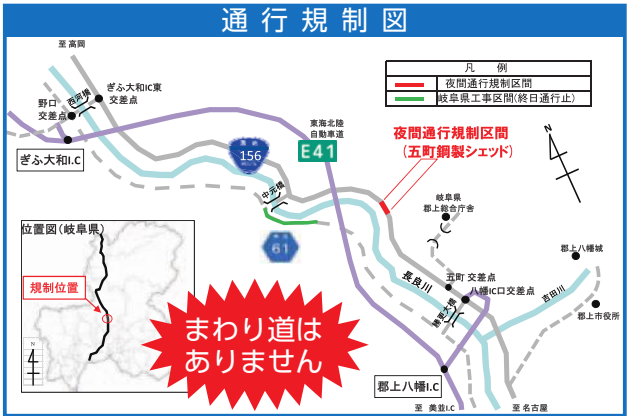 通行規制図
至 高岡
ぎふ大和IC東
交差点
西河橋
野口
交差点
ぎふ大和I.C
凡 例
夜間通行規制区間
岐阜県工事区間(終日通行止)
東海北陸
自動車道
E41
156
夜間通行規制区間
(五町鋼製シェッド)
N
中元橋
61
岐阜県
郡上総合庁舎
郡上八幡城
位置図(岐阜県)
規制位置
N
長良川
五町 交差点
八幡IC口交差点
吉田川
稚更大橋
郡上市役所
まわり道は
ありません
郡上八幡I.C
至 美並I.C
至 名古屋